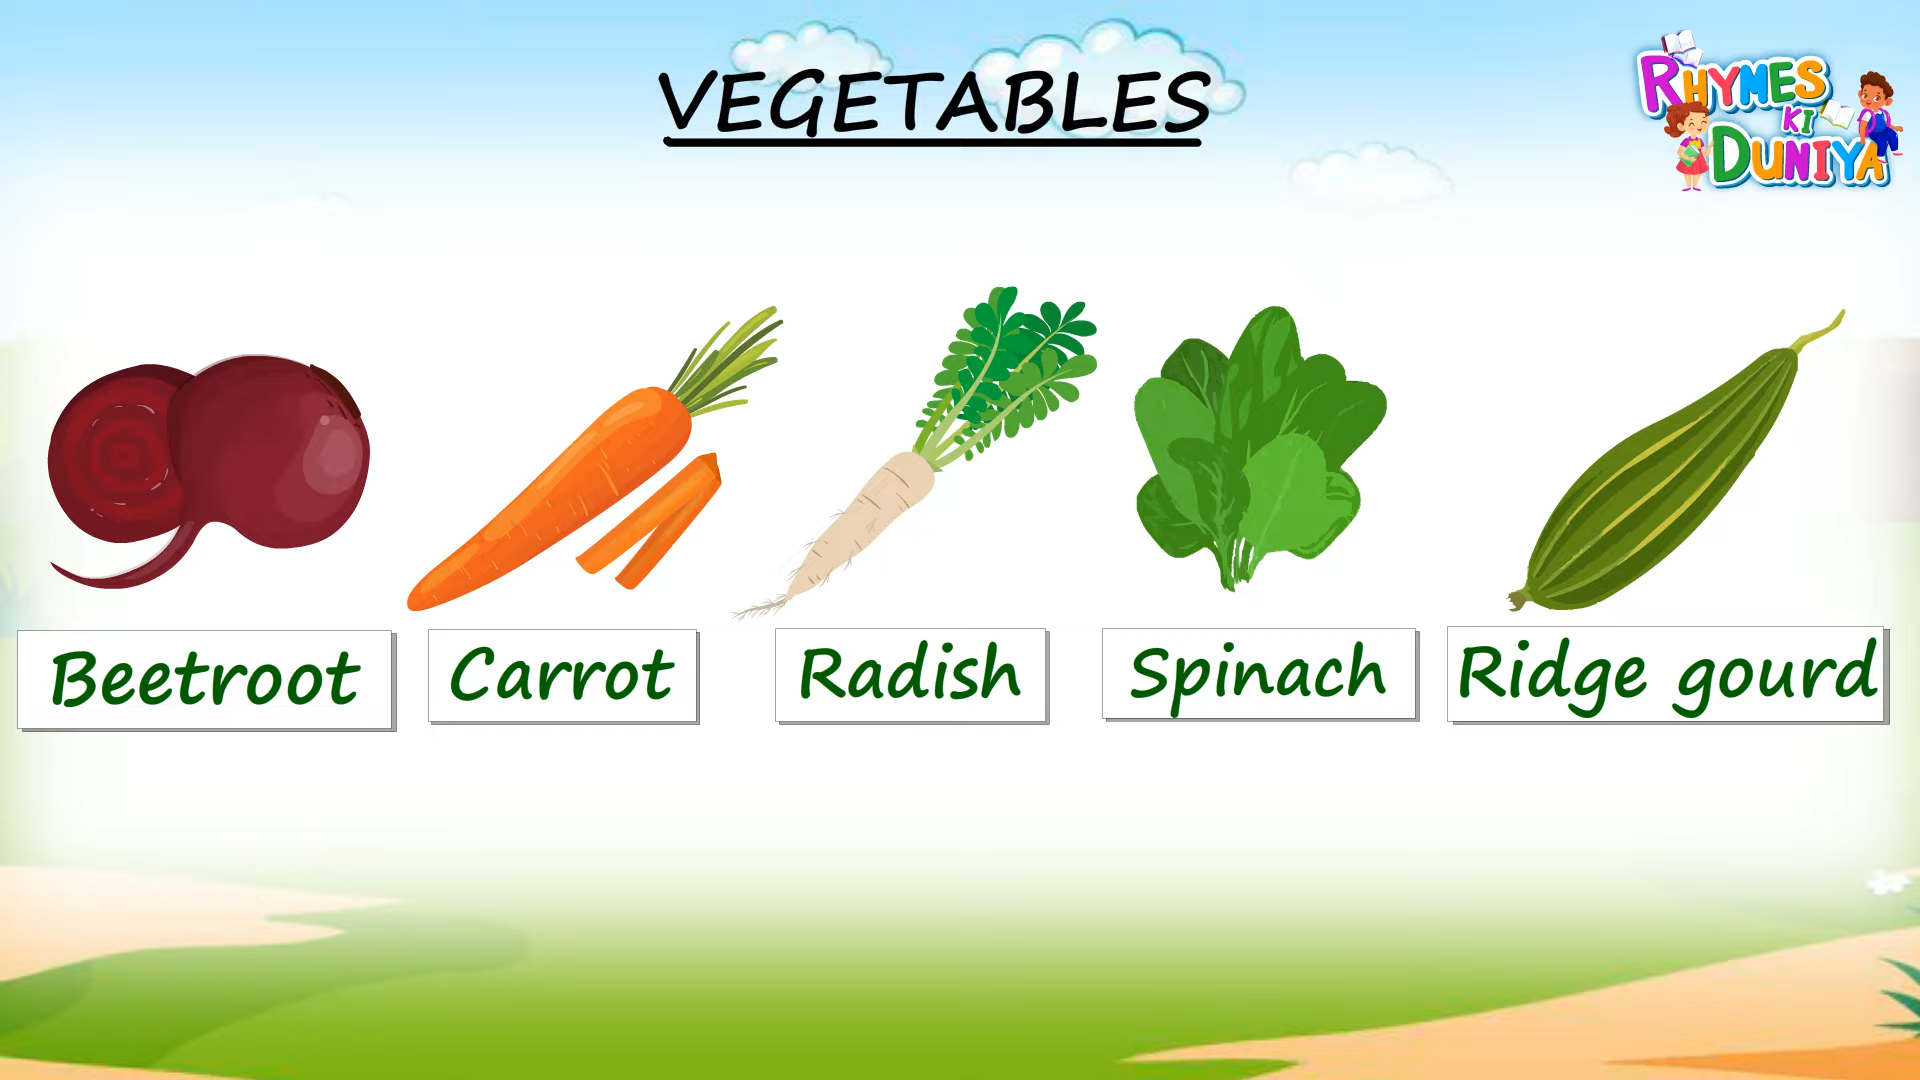 VEGETABLES
RHYMES
KI
DUNIYA
Beetroot
Carrot
Radish
Spinach
Ridge gourd